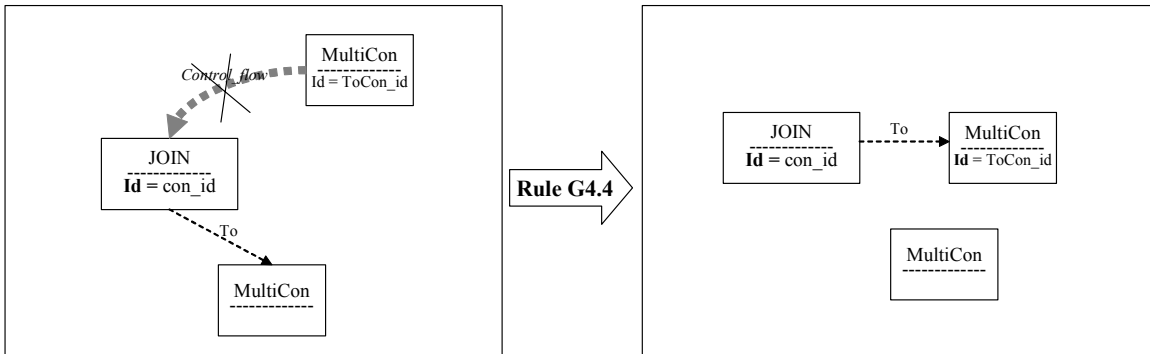 MultiCon
Id = ToCon_id
Control_flow
JOIN
Id = con_id
To
MultiCon
Rule G4.4
JOIN
Id = con_id
To
MultiCon
Id = ToCon_id
MultiCon